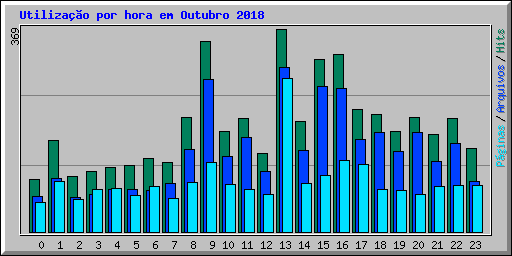 Utilização por hora em Outubro 2018
369
Páginas / Arquivos / Hits
0 1 2 3 4 5 6 7 8 9 10 11 12 13 14 15 16 17 18 19 20 21 22 23